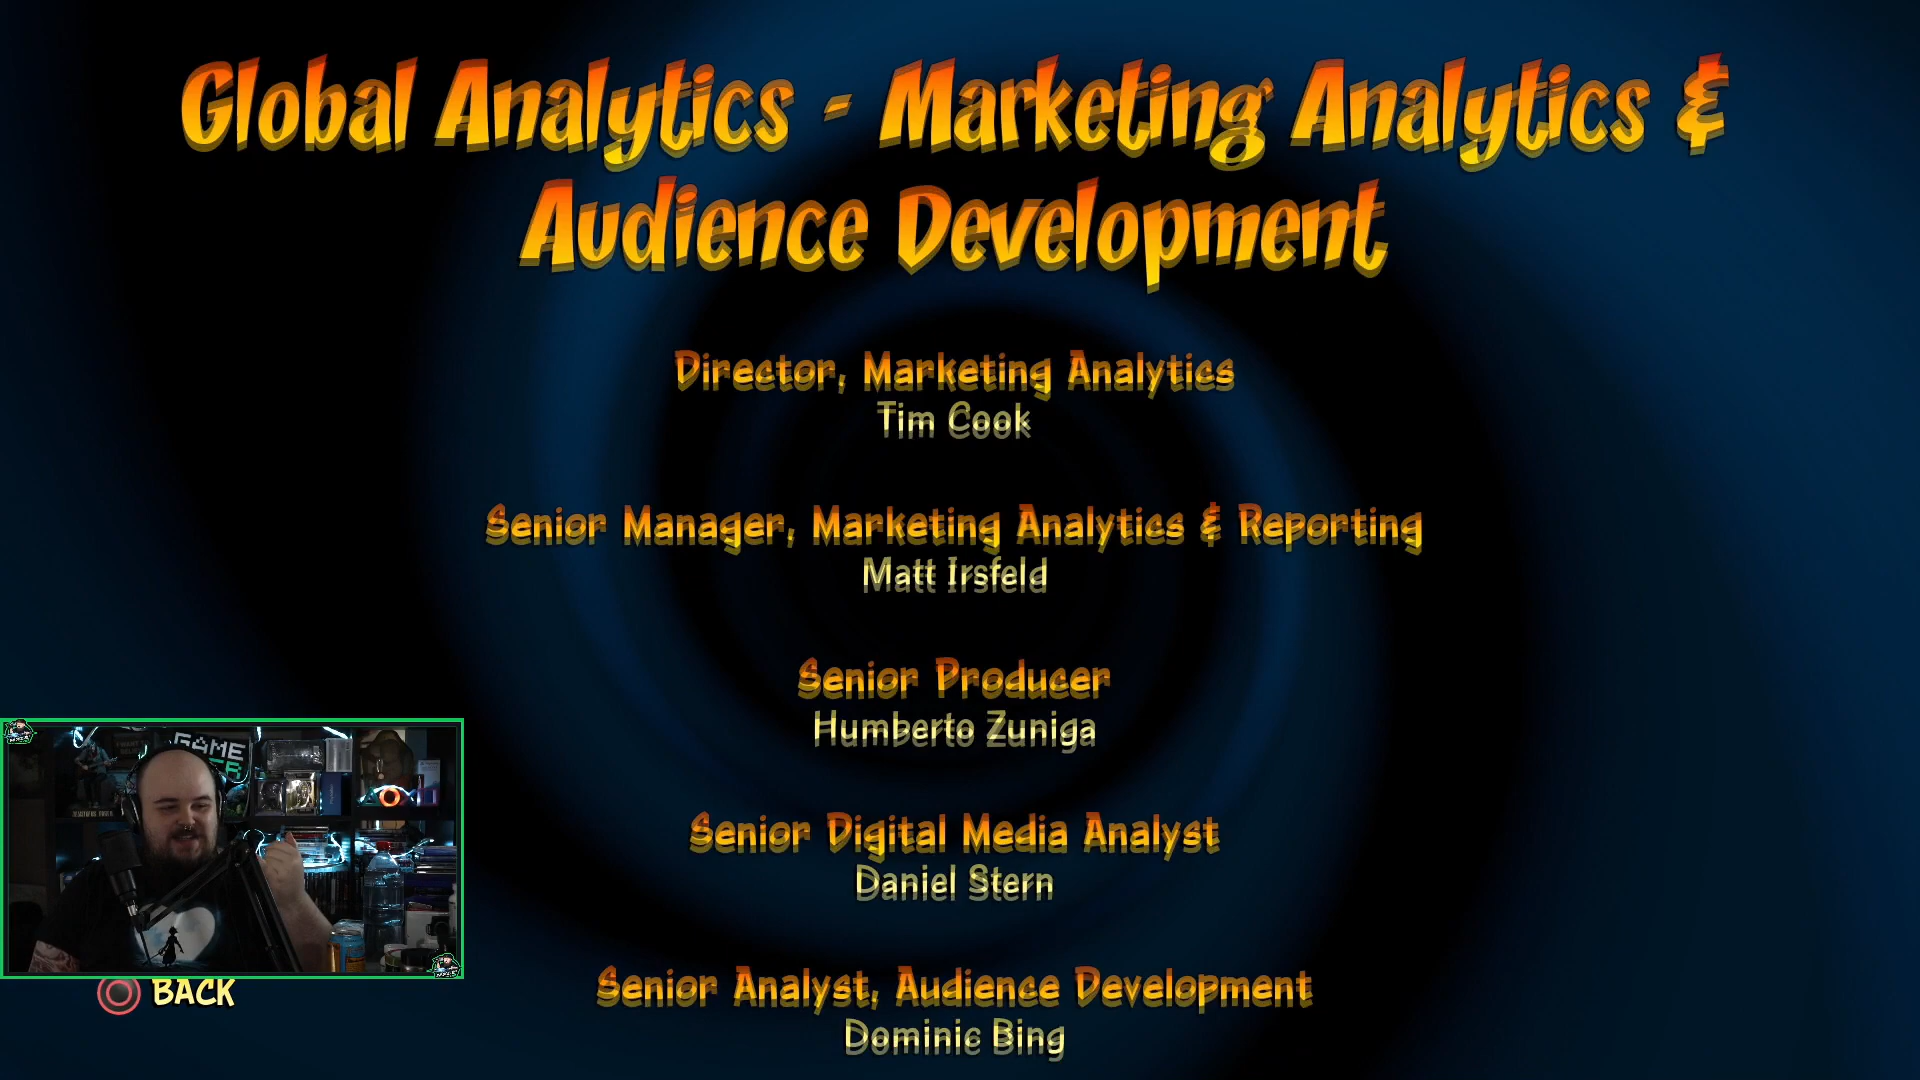 Global Analytics - Marketing Analytics &
Audience Development
Director, Marketing Analytics
Tim Cook
Senior Manager, Marketing Analytics & Reporting
Matt Irsfeld
Senior Producer
Humberto Zuniga
Senior Digital Media Analyst
Daniel Stern
Senior Analyst, Audience Development
Dominic Bing
GAME
BACK